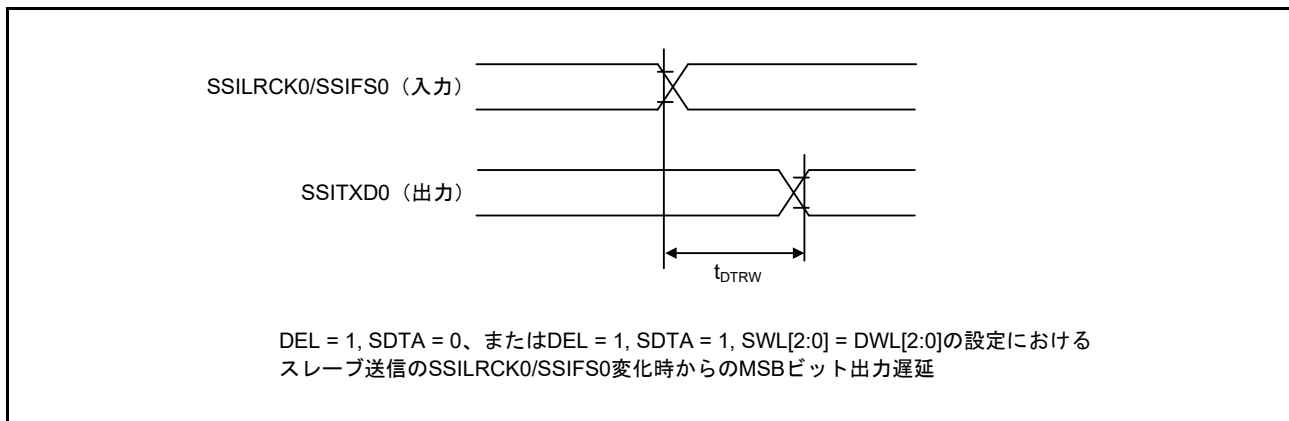 SSILRCK0/SSIFS0（入力）
SSITXD0（出力）
tDTRW
DEL = 1, SDTA = 0、またはDEL = 1, SDTA = 1, SWL[2:0] = DWL[2:0]の設定における
スレーブ送信のSSILRCK0/SSIFS0変化時からのMSBビット出力遅延